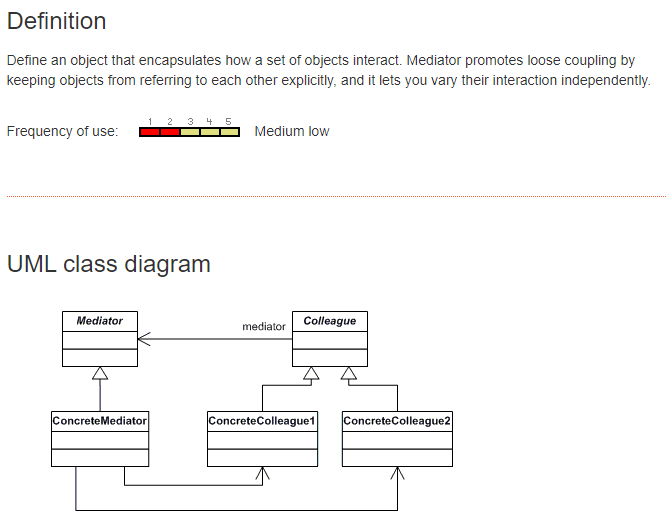 Definition
Define an object that encapsulates how a set of objects interact. Mediator promotes loose coupling by
keeping objects from referring to each other explicitly, and it lets you vary their interaction independently.
1 2 3 4 5
Frequency of use: Medium low
UML class diagram
Mediator
mediator
Colleague
ConcreteMediator
ConcreteColleague1
ConcreteColleague2